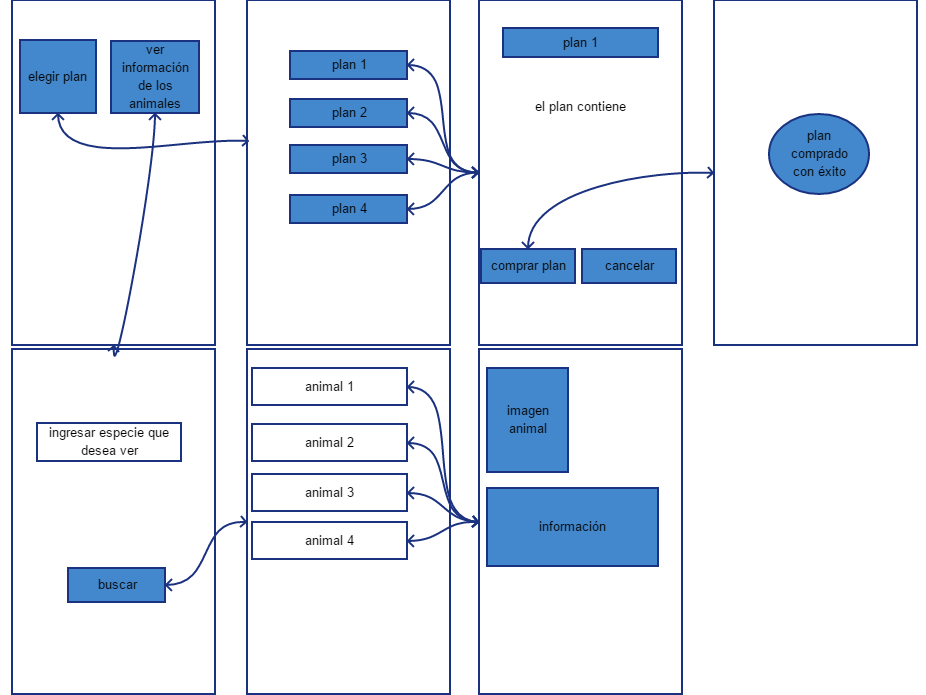 elegir plan
ver
información
de los
animales
plan 1
plan 2
plan 3
plan 4
plan 1
el plan contiene
comprar plan
cancelar
plan
comprado
con éxito
ingresar especie que
desea ver
buscar
animal 1
animal 2
animal 3
animal 4
imagen
animal
información